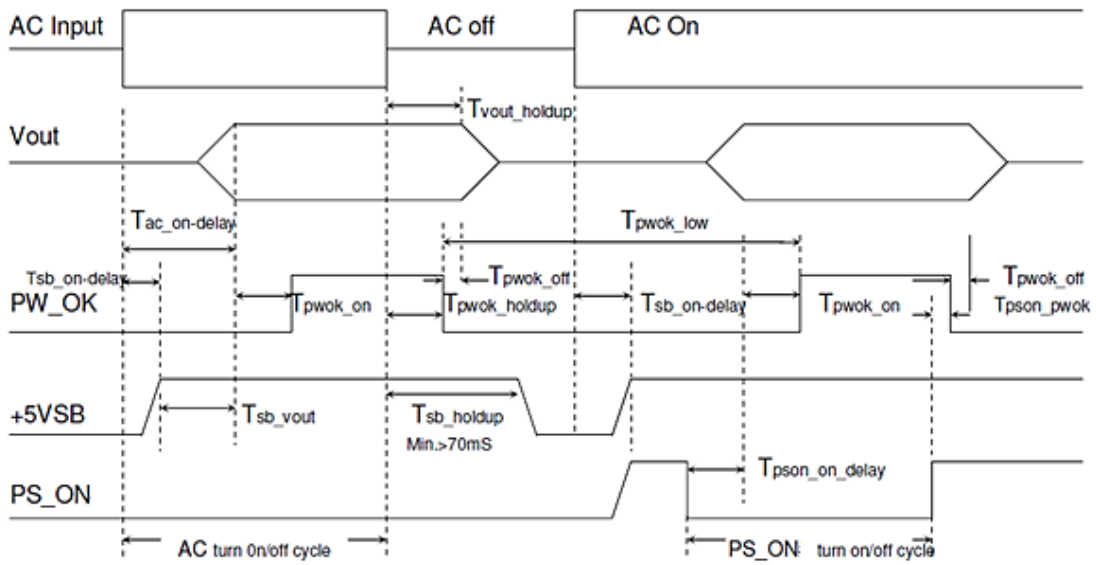 AC Input
AC off
AC On
Tvout_holdup
Vout
Tac_on-delay
Tpwok_low
Tsb_on-delay
Tpwok_off
Tpwok_off
PW_OK
Tpwok_on
Tpwok_holdup
Tsb_on-delay
Tpwok_on
Tpson_pwok
+5VSB
Tsb_vout
Tsb_holdup
Min.>70mS
Tpson_on_delay
PS_ON
AC turn 0n/off cycle
PS_ON turn on/off cycle